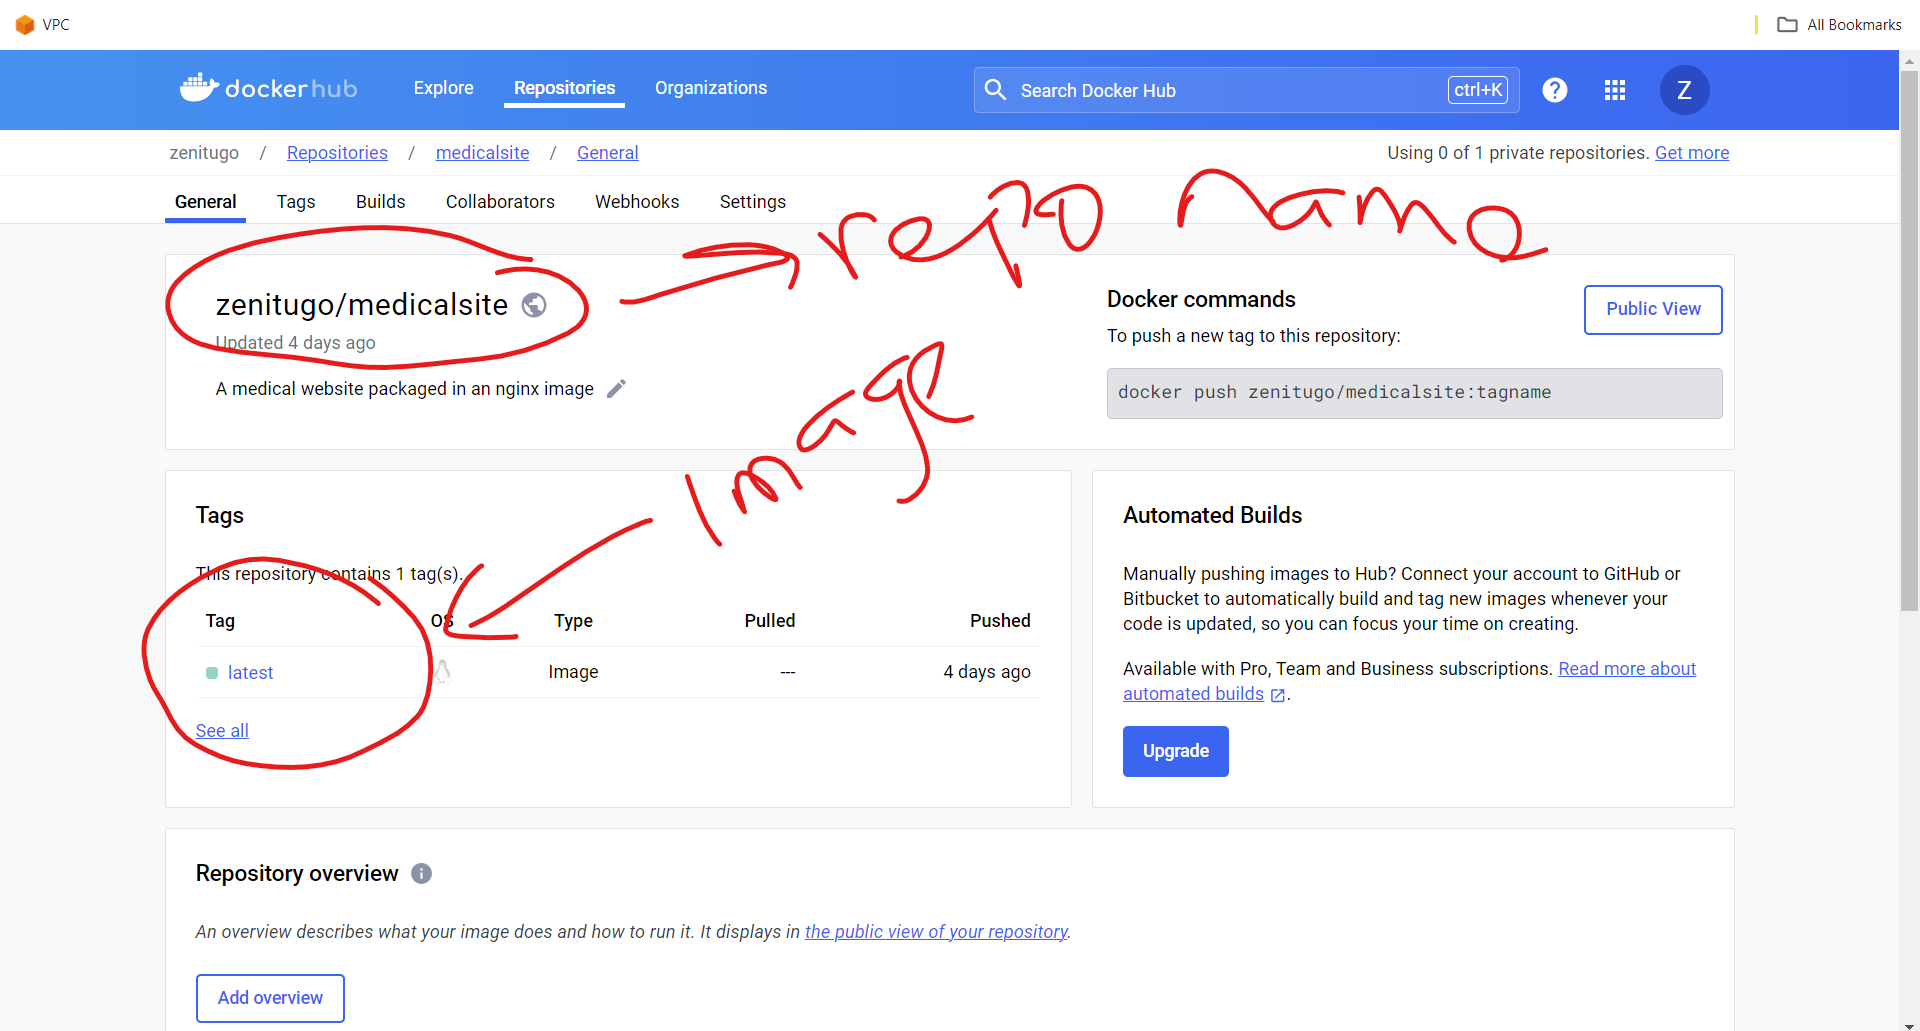 VPC
All Bookmarks
dockerhub
Explore
Repositories
Organizations
Search Docker Hub
ctrl+K
?
Z
zenitugo / Repositories / medicalsite / General
Using 0 of 1 private repositories. Get more
General
Tags
Builds
Collaborators
Webhooks
Settings
repo name
zenitugo/medicalsite
Updated 4 days ago
A medical website packaged in an nginx image
Docker commands
To push a new tag to this repository:
Public View
docker push zenitugo/medicalsite:tagname
Image
Tags
This repository contains 1 tag(s).
Tag OS Type Pulled Pushed
latest Image --- 4 days ago
See all
Automated Builds
Manually pushing images to Hub? Connect your account to GitHub or
Bitbucket to automatically build and tag new images whenever your
code is updated, so you can focus your time on creating.
Available with Pro, Team and Business subscriptions. Read more about
automated builds.
Upgrade
Repository overview
An overview describes what your image does and how to run it. It displays in the public view of your repository.
Add overview